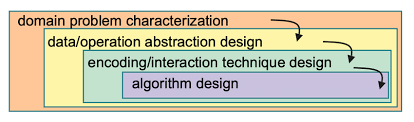 domain problem characterization
data/operation abstraction design
encoding/interaction technique design
algorithm design